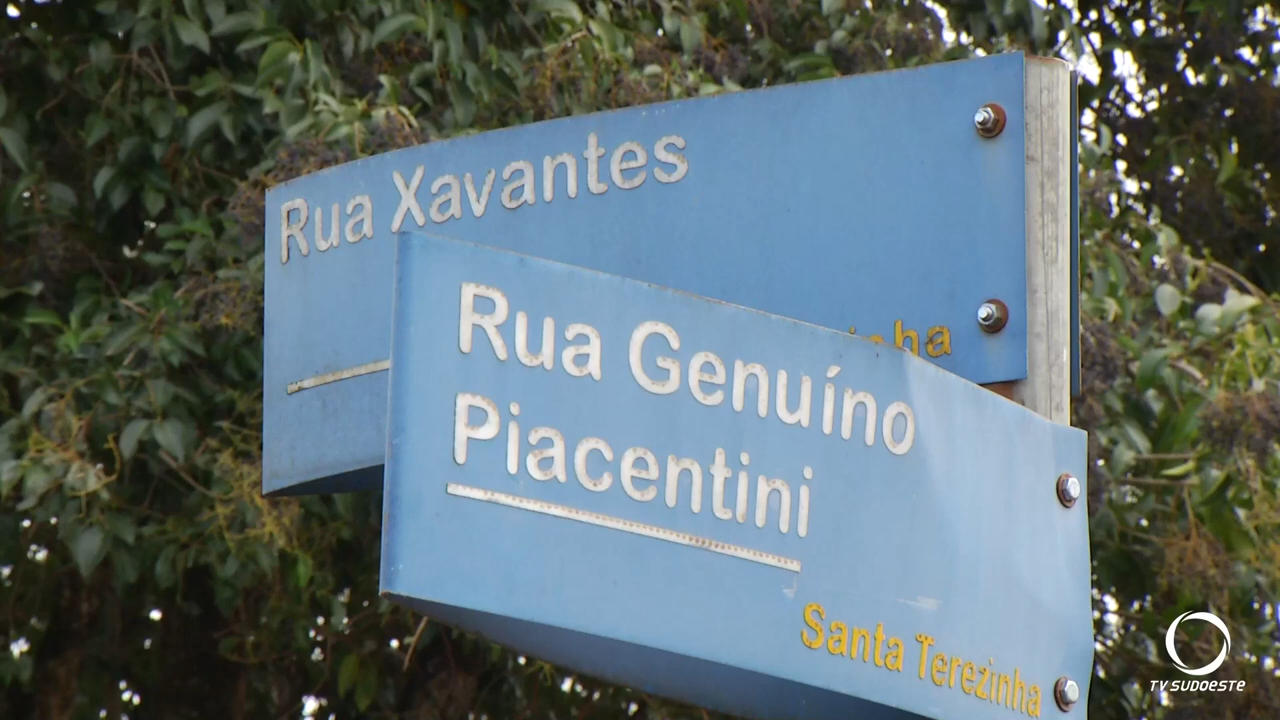 Rua Xavantes
Rua Genuíno
Piacentini
Santa Terezinha
TV SUDOESTE